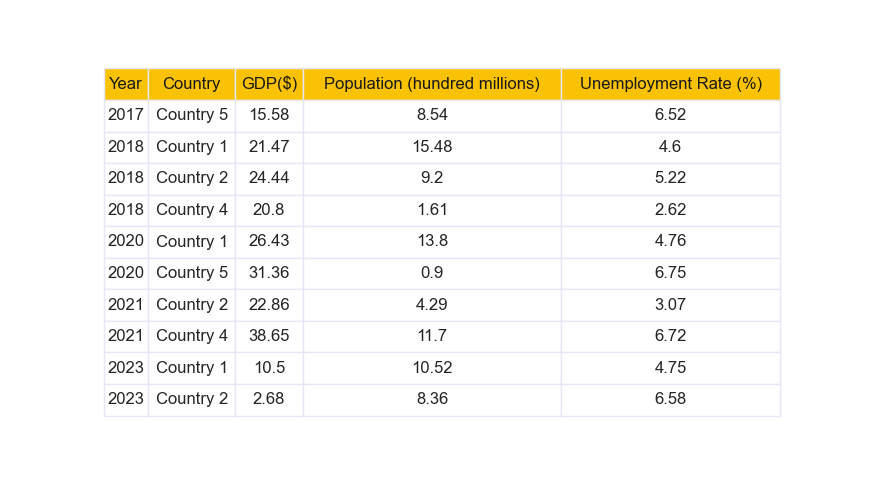 Year Country GDP($) Population (hundred millions) Unemployment Rate (%)
2017 Country 5 15.58 8.54 6.52
2018 Country 1 21.47 15.48 4.6
2018 Country 2 24.44 9.2 5.22
2018 Country 4 20.8 1.61 2.62
2020 Country 1 26.43 13.8 4.76
2020 Country 5 31.36 0.9 6.75
2021 Country 2 22.86 4.29 3.07
2021 Country 4 38.65 11.7 6.72
2023 Country 1 10.5 10.52 4.75
2023 Country 2 2.68 8.36 6.58